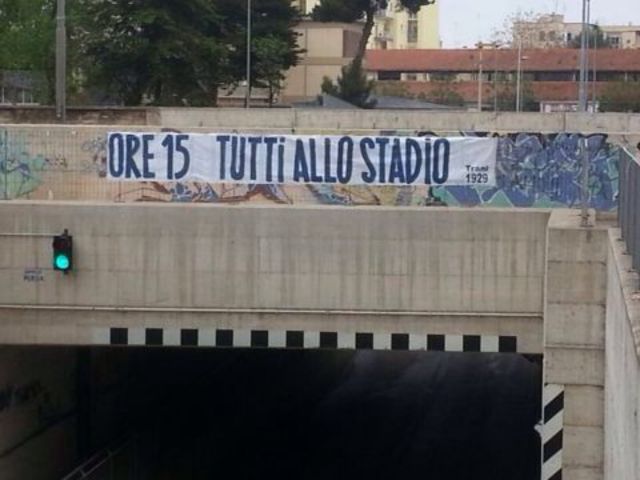 ORE 15 TUTTi ALLO STADIO
Trani
1929